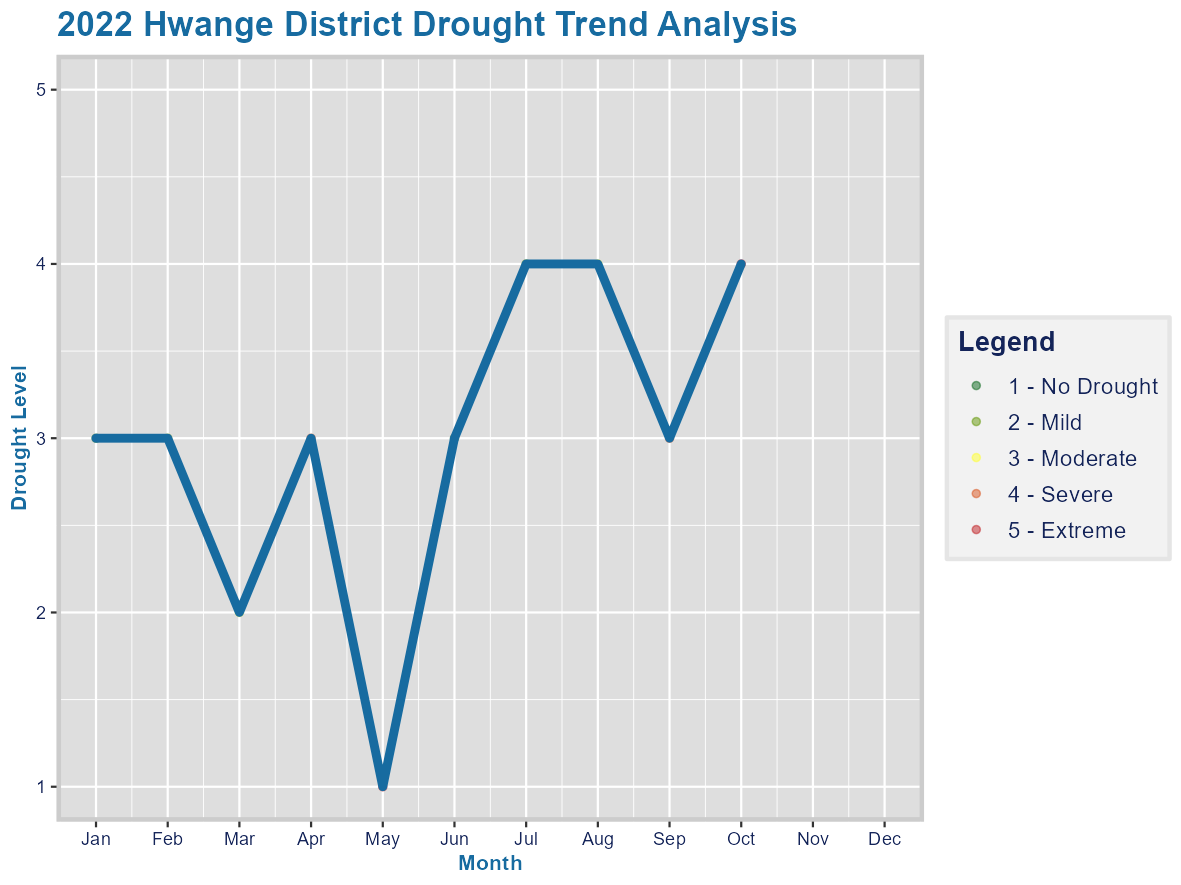 2022 Hwange District Drought Trend Analysis
5
4
3
2
1
Drought Level
Jan Feb Mar Apr May Jun Jul Aug Sep Oct Nov Dec
Month
Legend
1 - No Drought
2 - Mild
3 - Moderate
4 - Severe
5 - Extreme